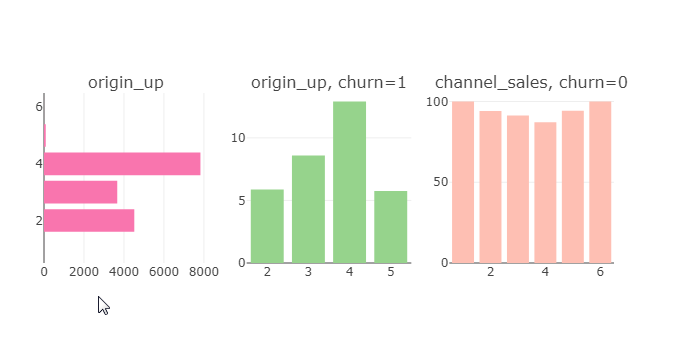 origin_up
6
4
2
0 2000 4000 6000 8000
origin_up, churn=1
10
5
0
2 3 4 5
channel_sales, churn=0
100
50
0
2 4 6